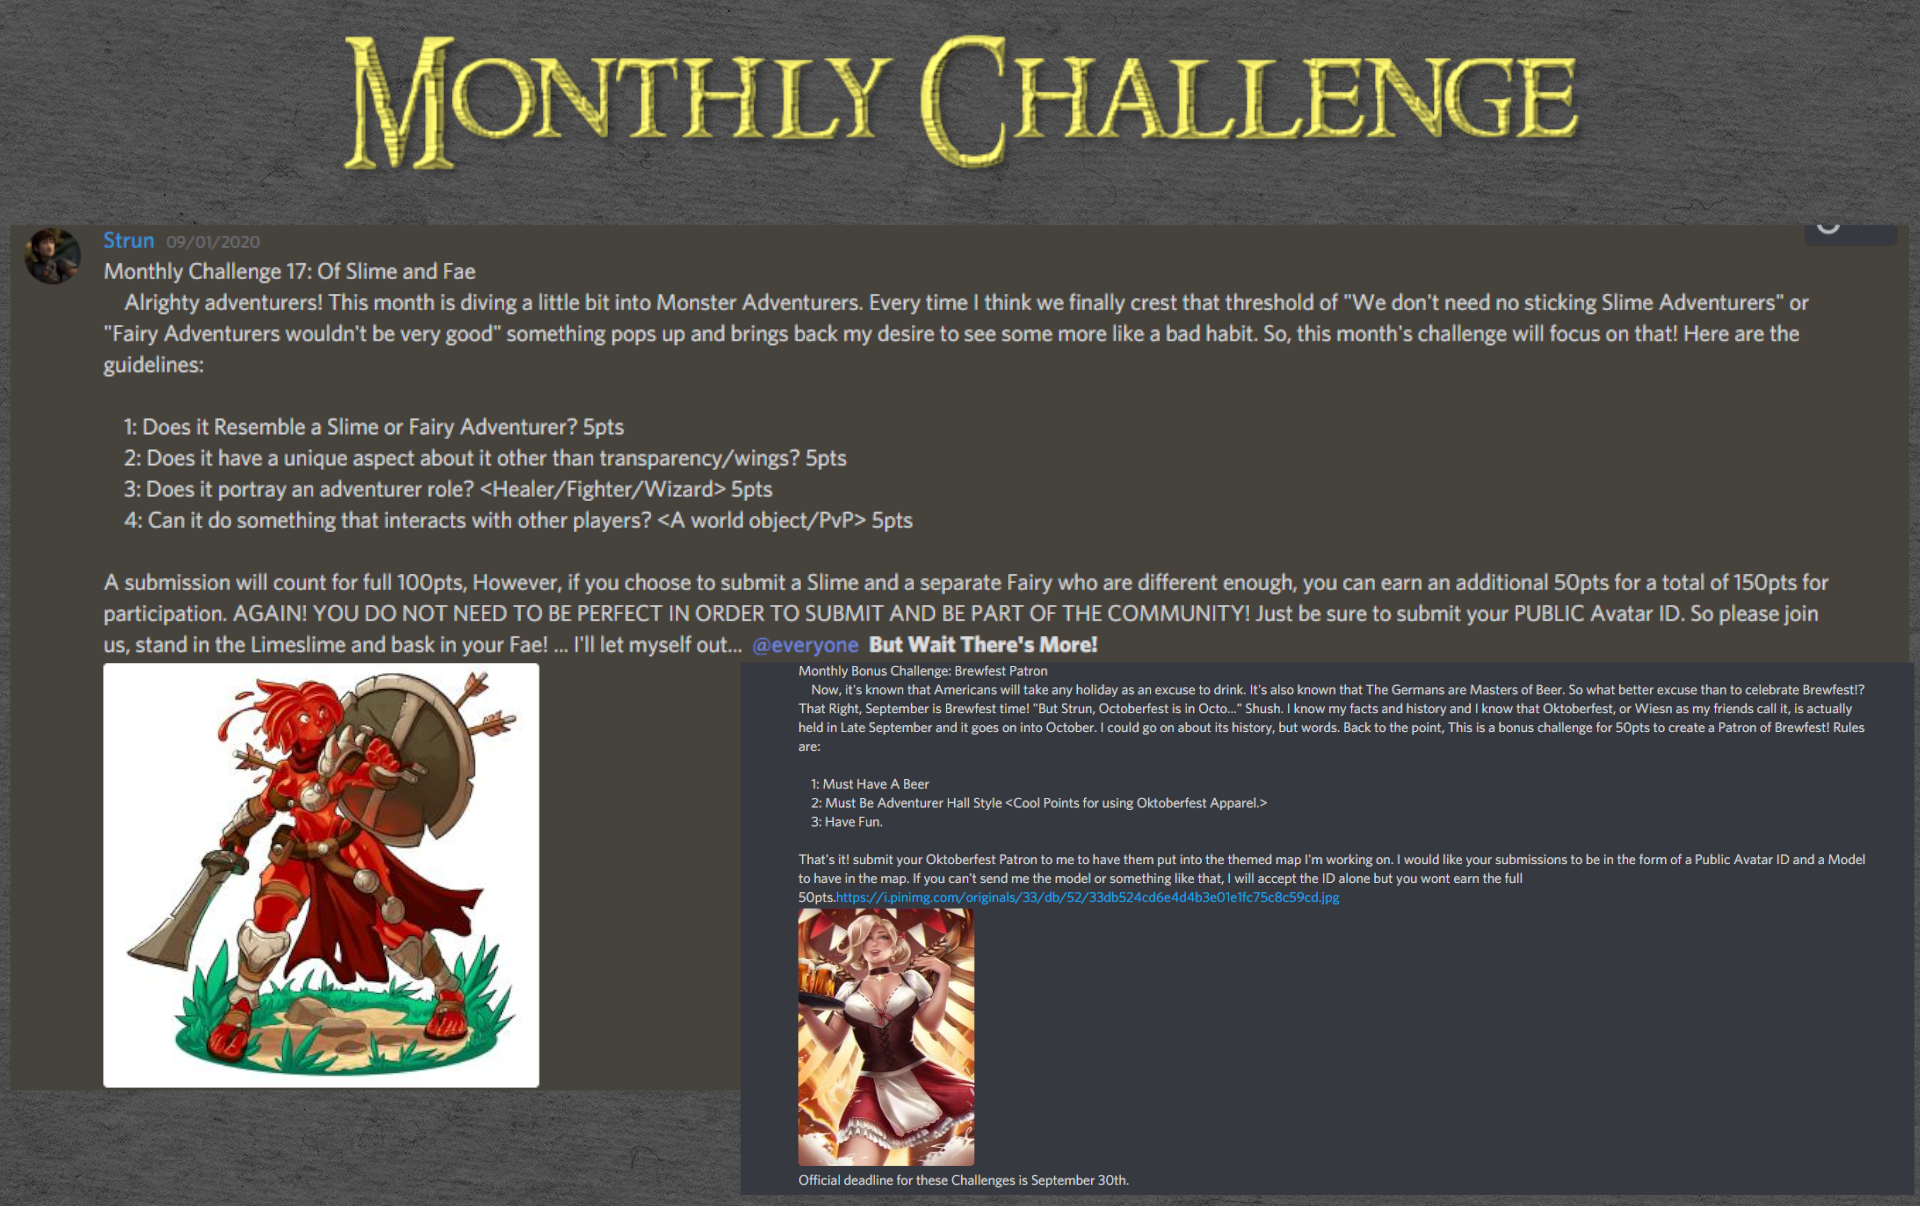 MONTHLY CHALLENGE
Strun 09/01/2020
Monthly Challenge 17: Of Slime and Fae
Alrighty adventurers! This month is diving a little bit into Monster Adventurers. Every time I think we finally crest that threshold of "We don't need no sticking Slime Adventurers" or
"Fairy Adventurers wouldn't be very good" something pops up and brings back my desire to see some more like a bad habit. So, this month's challenge will focus on that! Here are the
guidelines:
1: Does it Resemble a Slime or Fairy Adventurer? 5pts
2: Does it have a unique aspect about it other than transparency/wings? 5pts
3: Does it portray an adventurer role? <Healer/Fighter/Wizard> 5pts
4: Can it do something that interacts with other players? <A world object/PvP> 5pts
A submission will count for full 100pts, However, if you choose to submit a Slime and a separate Fairy who are different enough, you can earn an additional 50pts for a total of 150pts for
participation. AGAIN! YOU DO NOT NEED TO BE PERFECT IN ORDER TO SUBMIT AND BE PART OF THE COMMUNITY! Just be sure to submit your PUBLIC Avatar ID. So please join
us, stand in the Limeslime and bask in your Fae! ... I'll let myself out... @everyone But Wait There's More!
Monthly Bonus Challenge: Brewfest Patron
Now, it's known that Americans will take any holiday as an excuse to drink. It's also known that The Germans are Masters of Beer. So what better excuse than to celebrate Brewfest!?
That Right, September is Brewfest time! "But Strun, Octoberfest is in Octo..." Shush. I know my facts and history and I know that Oktoberfest, or Wiesn as my friends call it, is actually
held in Late September and it goes on into October. I could go on about its history, but words. Back to the point, This is a bonus challenge for 50pts to create a Patron of Brewfest! Rules
are:
1: Must Have A Beer
2: Must Be Adventurer Hall Style <Cool Points for using Oktoberfest Apparel.>
3: Have Fun.
That's it! submit your Oktoberfest Patron to me to have them put into the themed map I'm working on. I would like your submissions to be in the form of a Public Avatar ID and a Model
to have in the map. If you can't send me the model or something like that, I will accept the ID alone but you wont earn the full
50pts.https://i.pinimg.com/originals/33/db/52/33db524cd6e4d4b3e01e1fc75c8c59cd.jpg
Official deadline for these Challenges is September 30th.